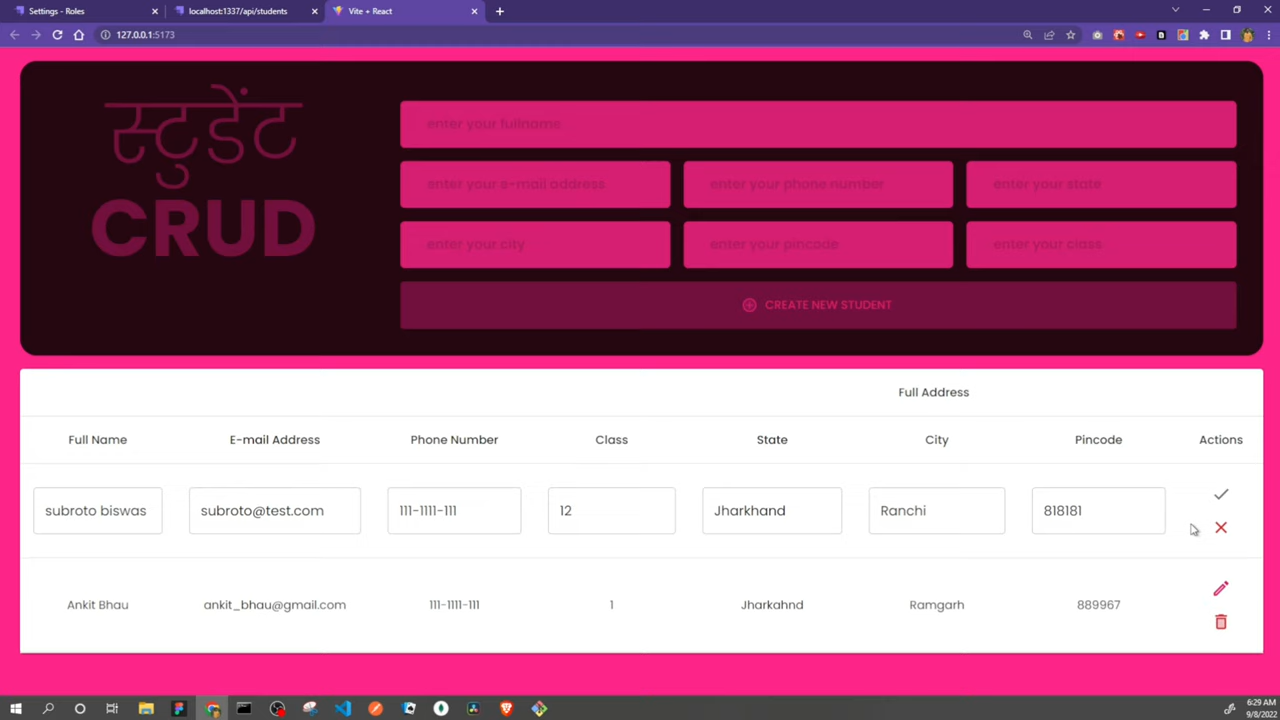 Settings - Roles
localhost:1337/api/students
Vite + React
127.0.0.1:5173
स्टुडेंट
CRUD
enter your fullname
enter your e-mail address
enter your phone number
enter your state
enter your city
enter your pincode
enter your class
CREATE NEW STUDENT
Full Address
Full Name
E-mail Address
Phone Number
Class
State
City
Pincode
Actions
subroto biswas
subroto@test.com
111-1111-111
12
Jharkhand
Ranchi
818181
Ankit Bhau
ankit_bhau@gmail.com
111-1111-111
1
Jharkahnd
Ramgarh
889967
6:29 AM
9/8/2022